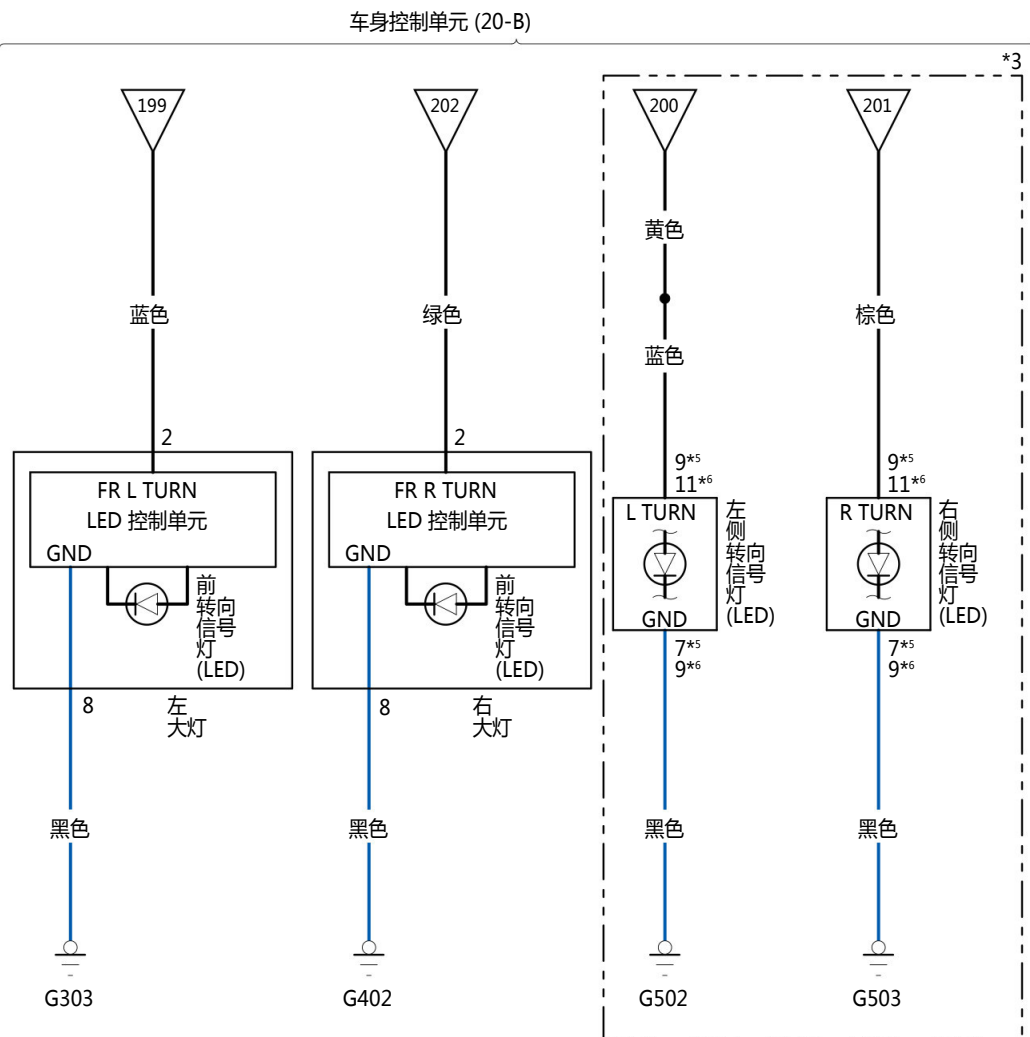 车身控制单元 (20-B)
*3
199
202
200
201
黄色
蓝色
绿色
棕色
蓝色
2
2
9*⁵
11*⁶
9*⁵
11*⁶
FR L TURN
LED 控制单元
GND
前
转向
信号
灯
(LED)
FR R TURN
LED 控制单元
GND
前
转向
信号
灯
(LED)
L TURN
GND
左
侧
转向
信号
灯
(LED)
R TURN
GND
右
侧
转向
信号
灯
(LED)
7*⁵
9*⁶
7*⁵
9*⁶
8
左
大灯
8
右
大灯
黑色
黑色
黑色
黑色
G303
G402
G502
G503